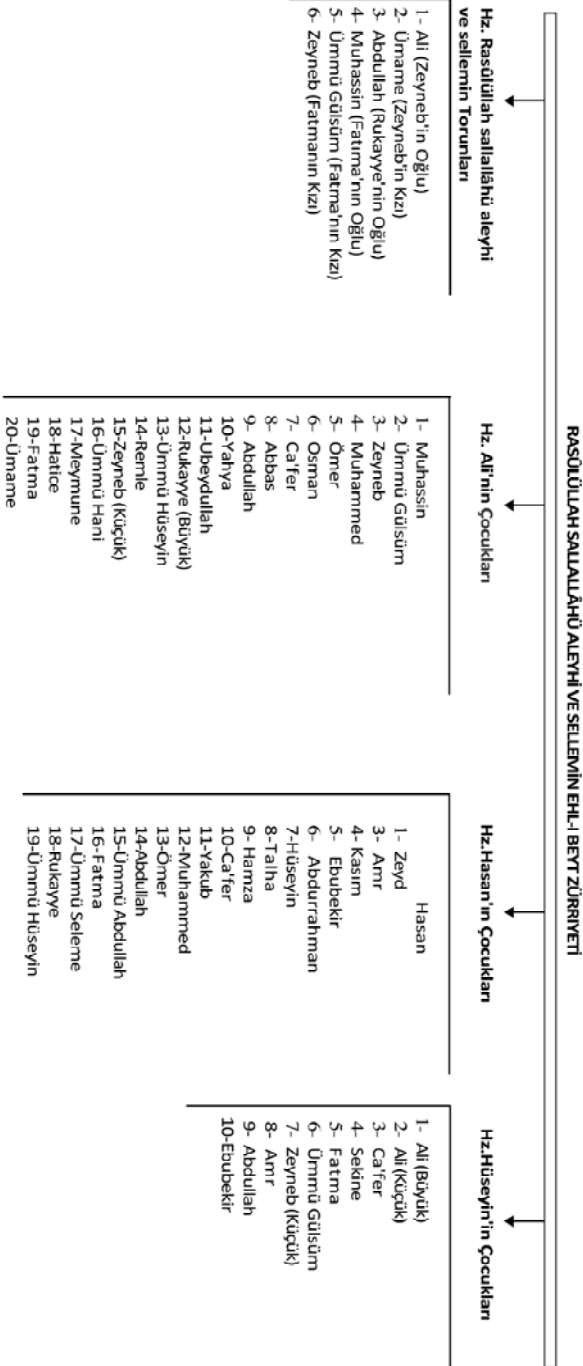 RASÛLÜLLAH SALLALLÂHÜ ALEYHİ VE SELLEMİN EHL-I BEYT ZÜRRIYETİ
Hz. Rasûlüllah sallallâhü aleyhi
ve sellemin Torunları
1- Ali (Zeyneb'in Oğlu)
2- Ümame (Zeyneb'in Kızı)
3- Abdullah (Rukayye'nin Oğlu)
4- Muhassin (Fatıma'nın Oğlu)
5- Ümmü Gülsüm (Fatma'nın Kızı)
6- Zeyneb (Fatmanın Kızı)
Hz. Ali'nin Çocukları
1- Muhassin
2- Ümmü Gülsüm
3- Zeyneb
4- Muhammed
5- Ömer
6- Osman
7- Ca'fer
8- Abbas
9- Abdullah
10-Yahya
11-Ubeydullah
12-Rukayye (Büyük)
13-Ümmü Hüseyin
14-Remle
15-Zeyneb (Küçük)
16-Ümmü Hani
17-Meymune
18-Hatice
19-Fatma
20-Ümame
Hz.Hasan'ın Çocukları
Hasan
1- Zeyd
3- Amr
4- Kasım
5- Ebubekir
6- Abdurrahman
7-Hüseyin
8-Talha
9- Hamza
10-Ca'fer
11-Yakub
12-Muhammed
13-Ömer
14-Abdullah
15-Ümmü Abdullah
16-Fatma
17-Ümmü Seleme
18-Rukayye
19-Ümmü Hüseyin
Hz.Hüseyin'in Çocukları
1- Ali (Büyük)
2- Ali (Küçük)
3- Ca'fer
4- Sekine
5- Fatma
6- Ümmü Gülsüm
7- Zeyneb (Küçük)
8- Amr
9- Abdullah
10-Ebubekir